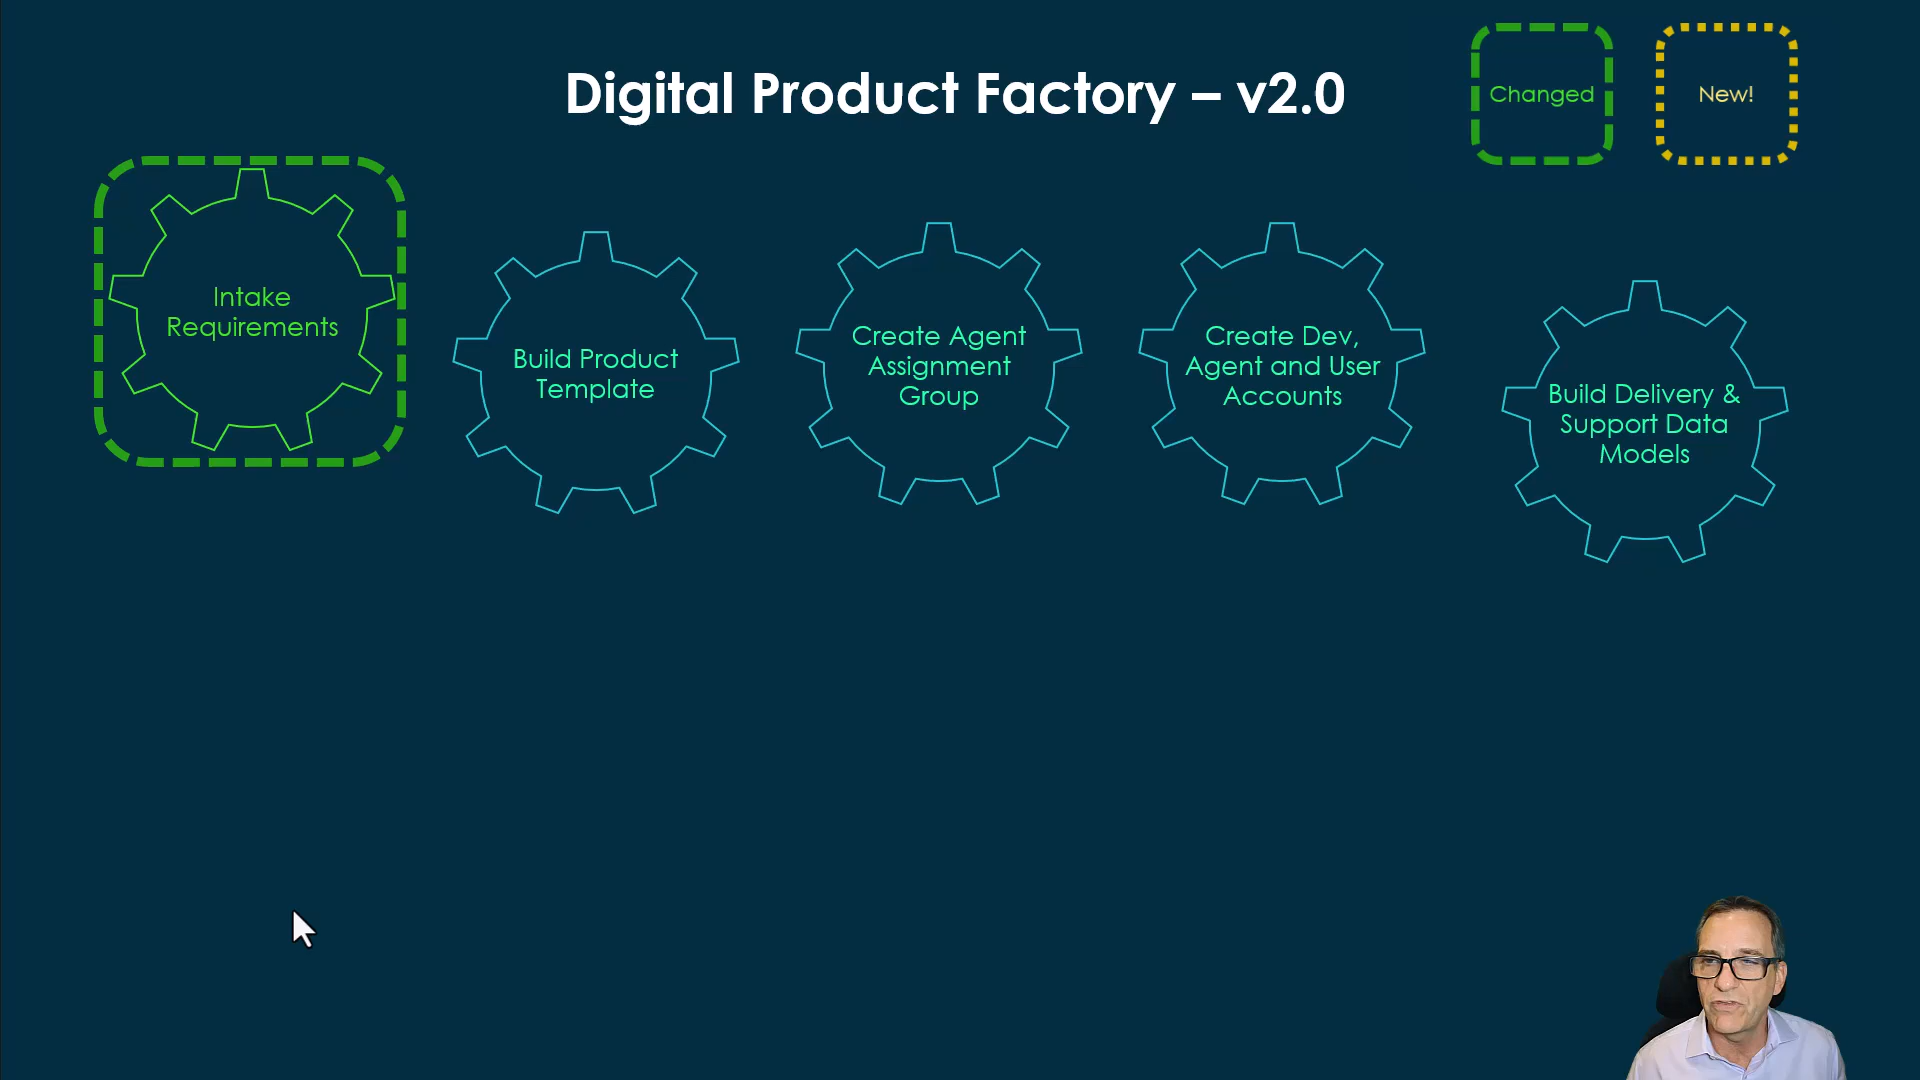 Digital Product Factory – v2.0
Changed
New!
Intake
Requirements
Build Product
Template
Create Agent
Assignment
Group
Create Dev,
Agent and User
Accounts
Build Delivery &
Support Data
Models